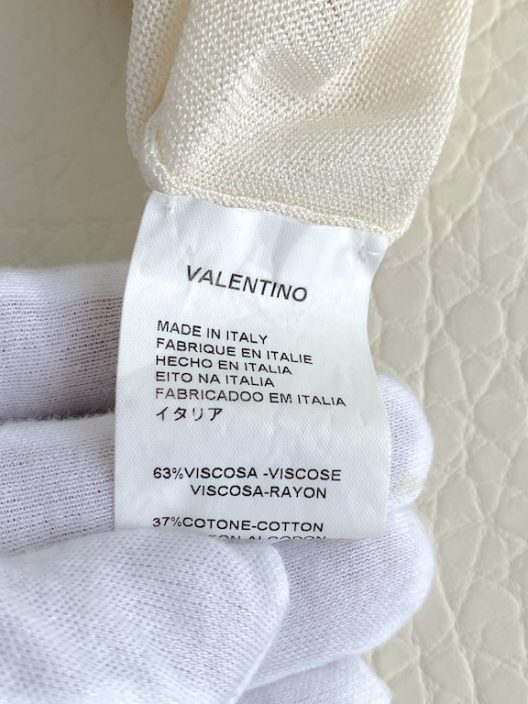 VALENTINO
MADE IN ITALY
FABRIQUE EN ITALIE
HECHO EN ITALIA
EITO NA ITALIA
FABRICADOO EM ITALIA
イタリア
63%VISCOSA -VISCOSE
VISCOSA-RAYON
37%COTONE-COTTON